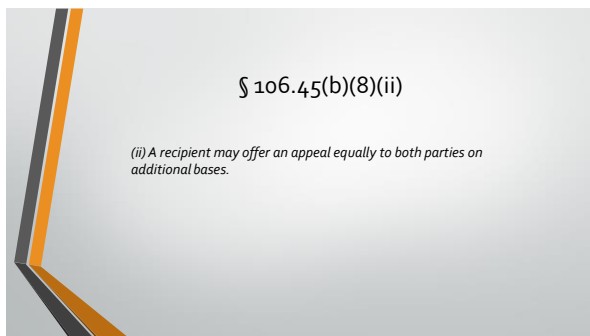 § 106.45(b)(8)(ii)
(ii) A recipient may offer an appeal equally to both parties on
additional bases.